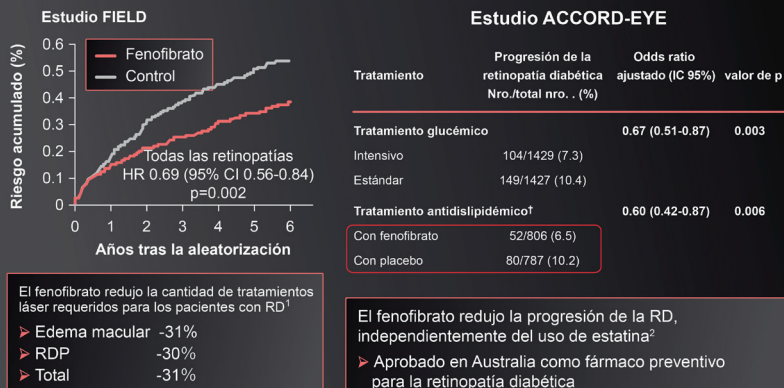 Estudio FIELD
Riesgo acumulado (%)
0.6
0.5
0.4
0.3
0.2
0.1
0
Fenofibrato
Control
Todas las retinopatías
HR 0.69 (95% CI 0.56-0.84)
p=0.002
0 1 2 3 4 5 6
Años tras la aleatorización
El fenofibrato redujo la cantidad de tratamientos
láser requeridos para los pacientes con RD1
Edema macular -31%
RDP -30%
Total -31%
Estudio ACCORD-EYE
Tratamiento
Progresión de la
retinopatía diabética
Nro./total nro. . (%)
Odds ratio
ajustado (IC 95%)
valor de p
Tratamiento glucémico 0.67 (0.51-0.87) 0.003
Intensivo 104/1429 (7.3)
Estándar 149/1427 (10.4)
Tratamiento antidislipidémico† 0.60 (0.42-0.87) 0.006
Con fenofibrato 52/806 (6.5)
Con placebo 80/787 (10.2)
El fenofibrato redujo la progresión de la RD,
independientemente del uso de estatina2
Aprobado en Australia como fármaco preventivo
para la retinopatía diabética